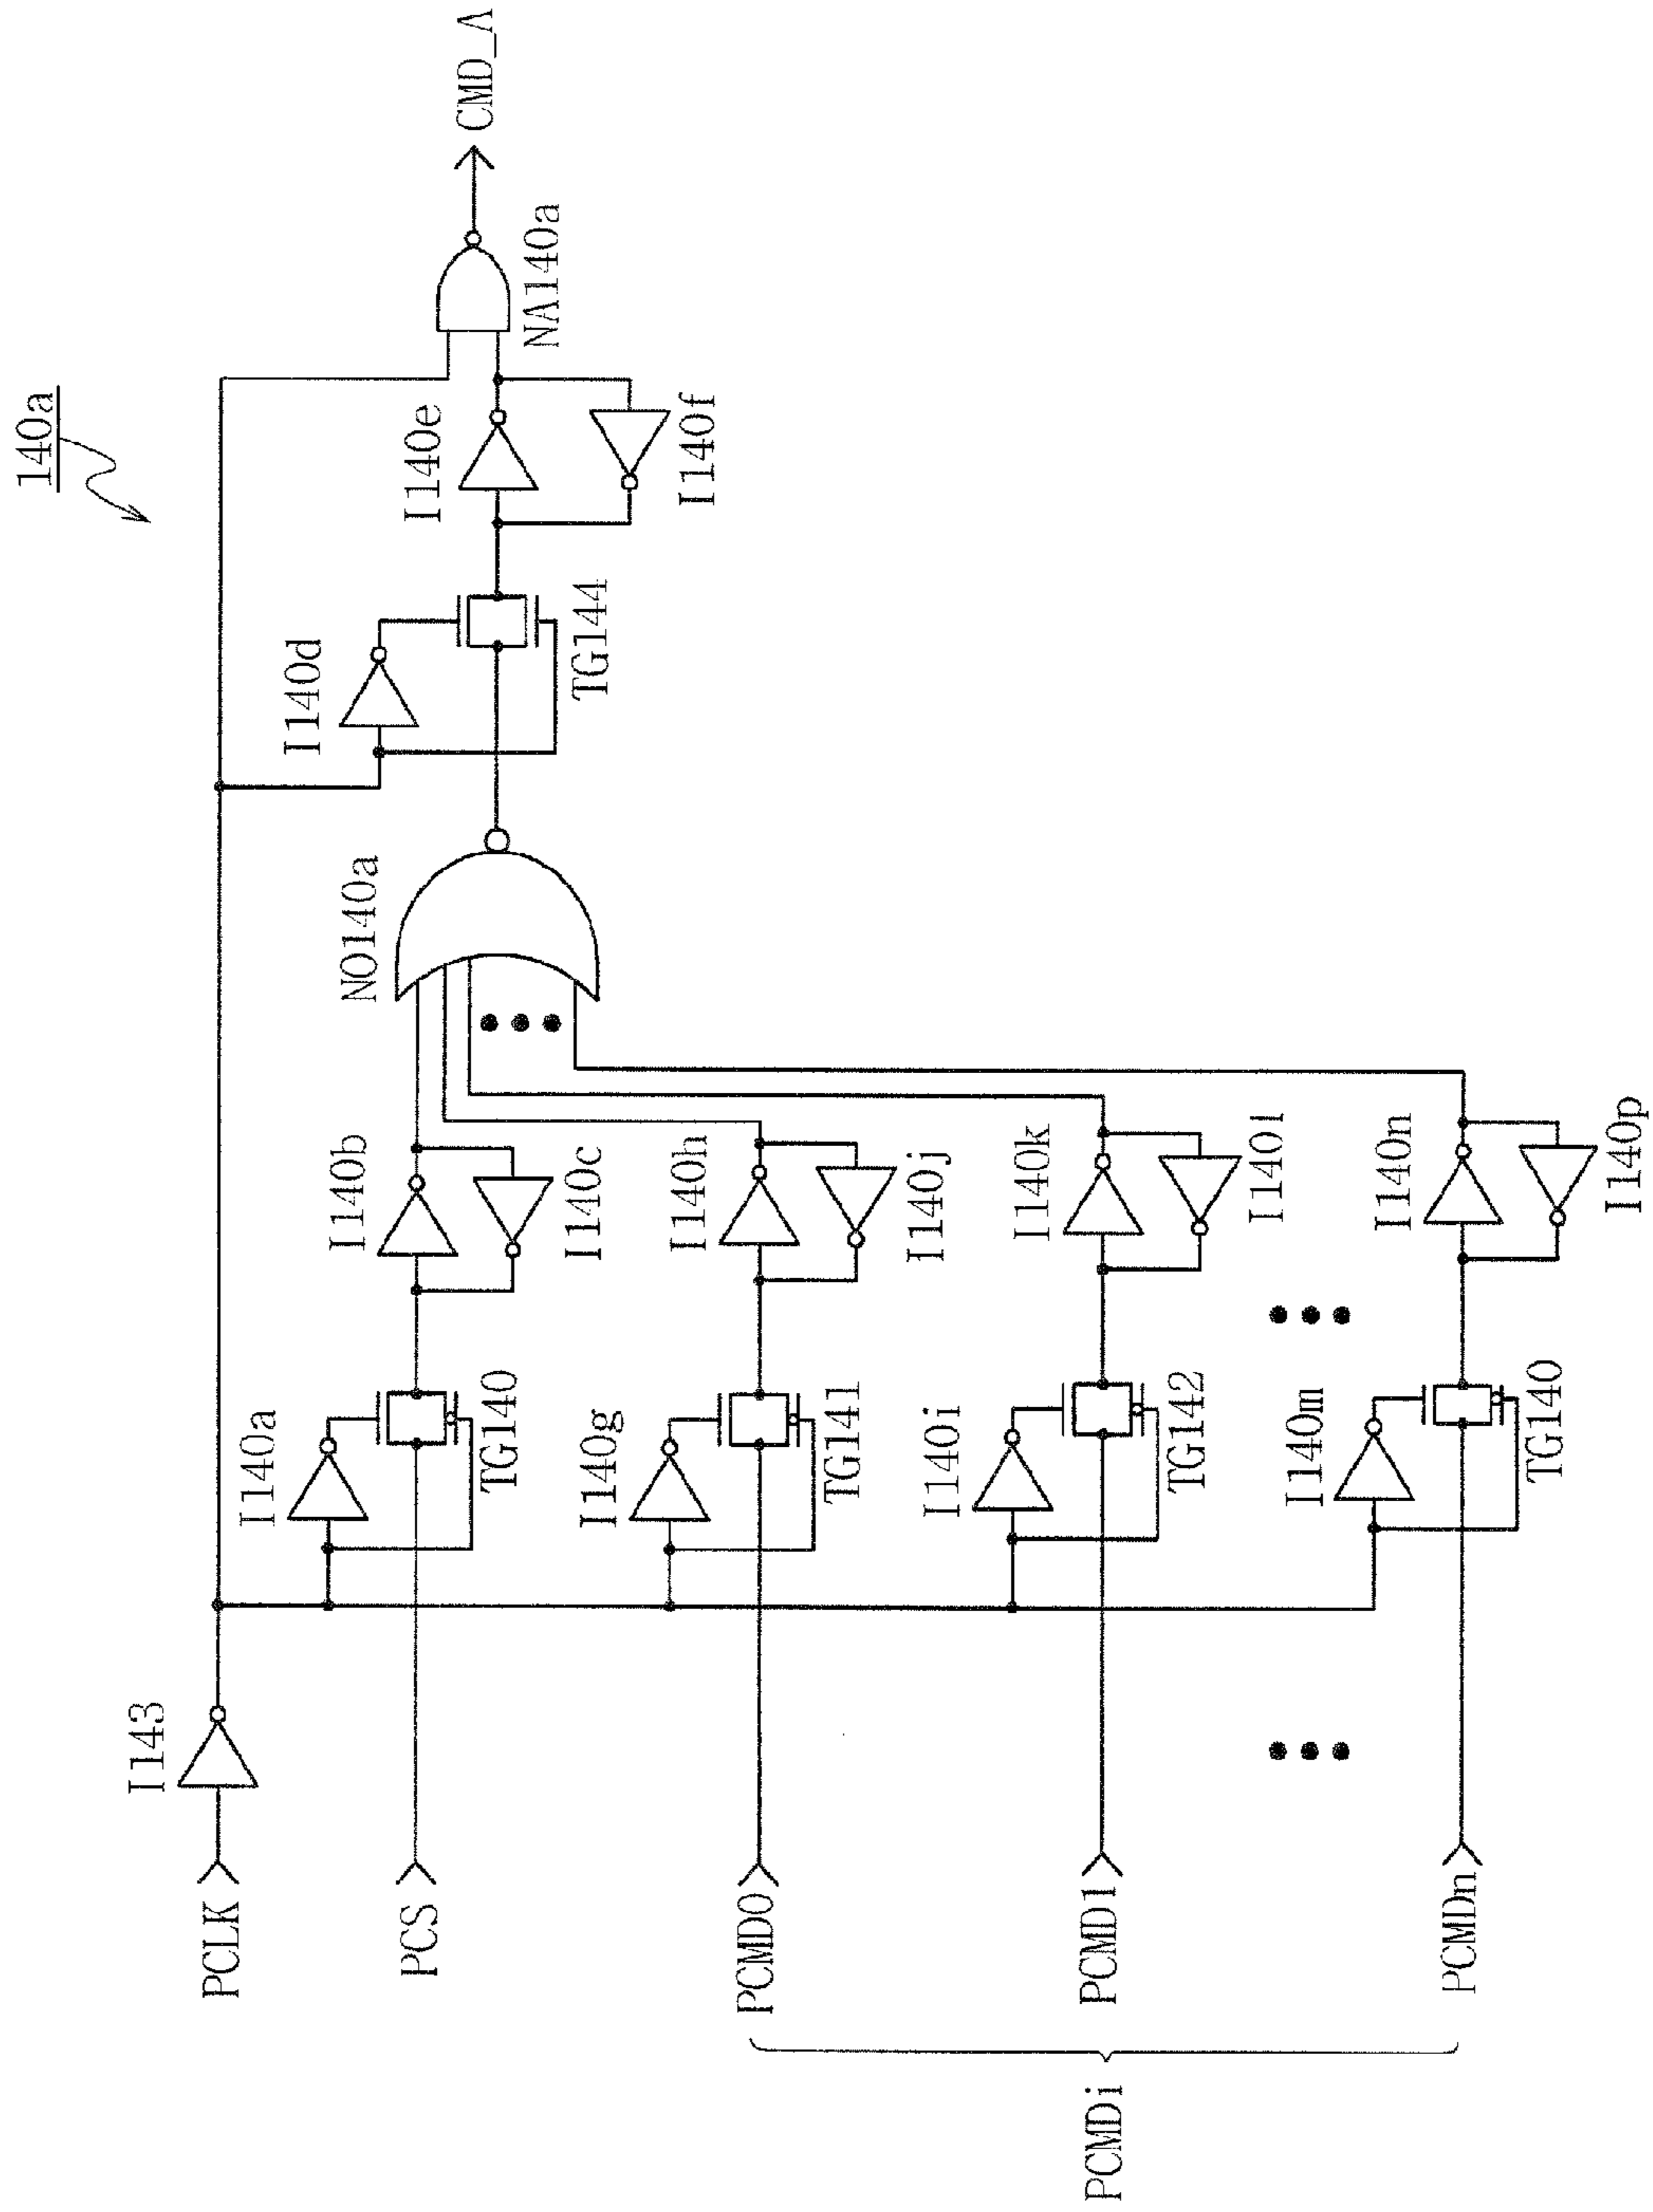 140a
PCLK
I143
CMD_A
PCS
I140a
TG140
I140b
I140c
NO140a
I140d
TG144
I140e
I140f
NA140a
PCMD0
I140g
TG141
I140h
I140j
PCMD1
I140i
TG142
I140k
I140l
PCMDn
I140m
TG140
I140n
I140p
PCMDi